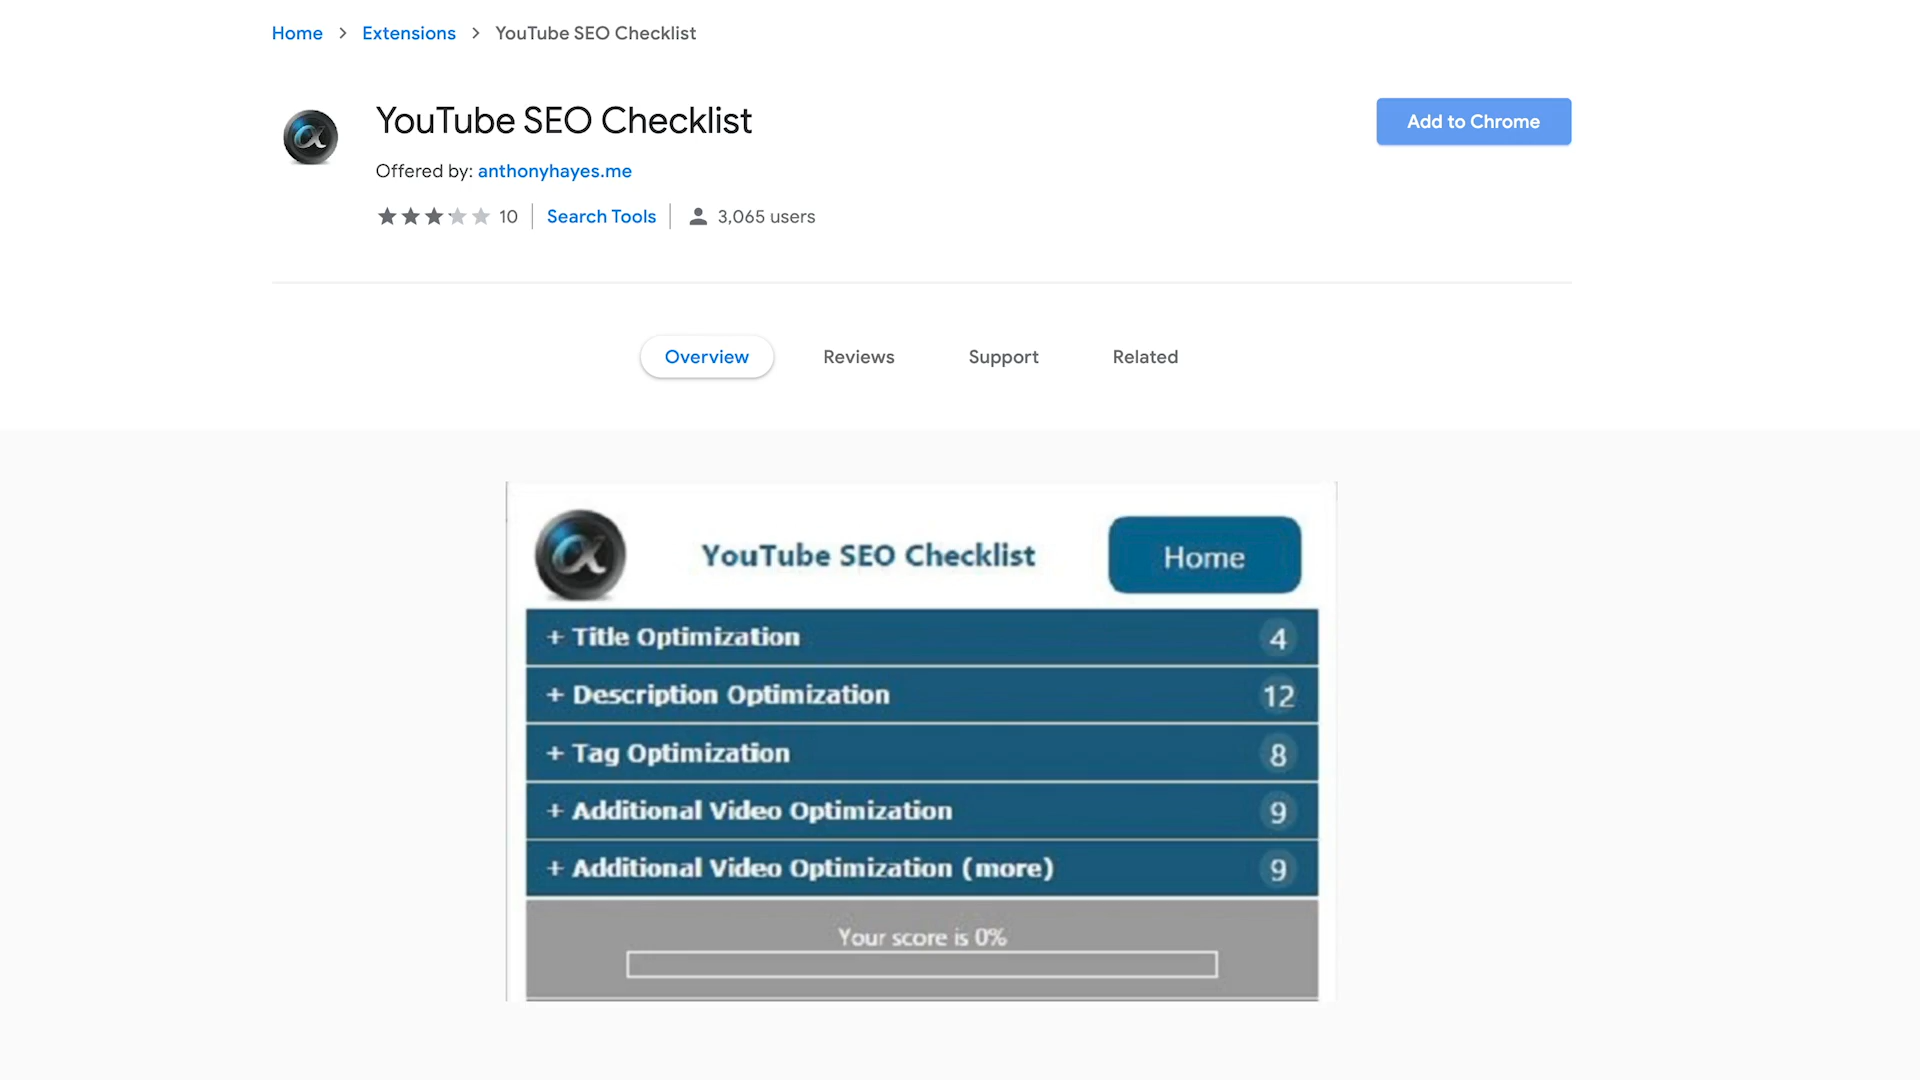 Home > Extensions > YouTube SEO Checklist
YouTube SEO Checklist
Add to Chrome
Offered by: anthonyhayes.me
10 | Search Tools | 3,065 users
Overview Reviews Support Related
α YouTube SEO Checklist Home
+ Title Optimization 4
+ Description Optimization 12
+ Tag Optimization 8
+ Additional Video Optimization 9
+ Additional Video Optimization (more) 9
Your score is 0%